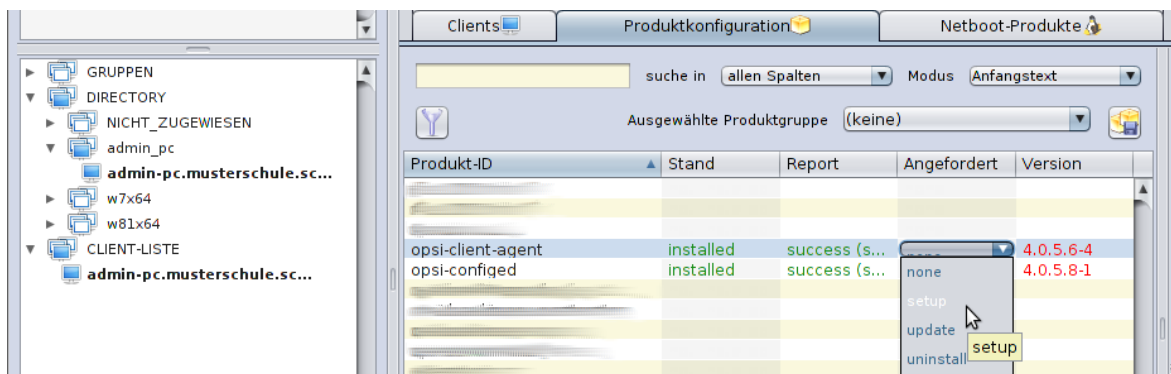 Clients
Produktkonfiguration
Netboot-Produkte
GRUPPEN
DIRECTORY
NICHT_ZUGEWIESEN
admin_pc
admin-pc.musterschule.sc...
w7x64
w81x64
CLIENT-LISTE
admin-pc.musterschule.sc...
suche in allen Spalten Modus Anfangstext
Ausgewählte Produktgruppe (keine)
Produkt-ID Stand Report Angefordert Version
opsi-client-agent installed success (s... 4.0.5.6-4
opsi-configed installed success (s... 4.0.5.8-1
none
setup
update
uninstall
setup